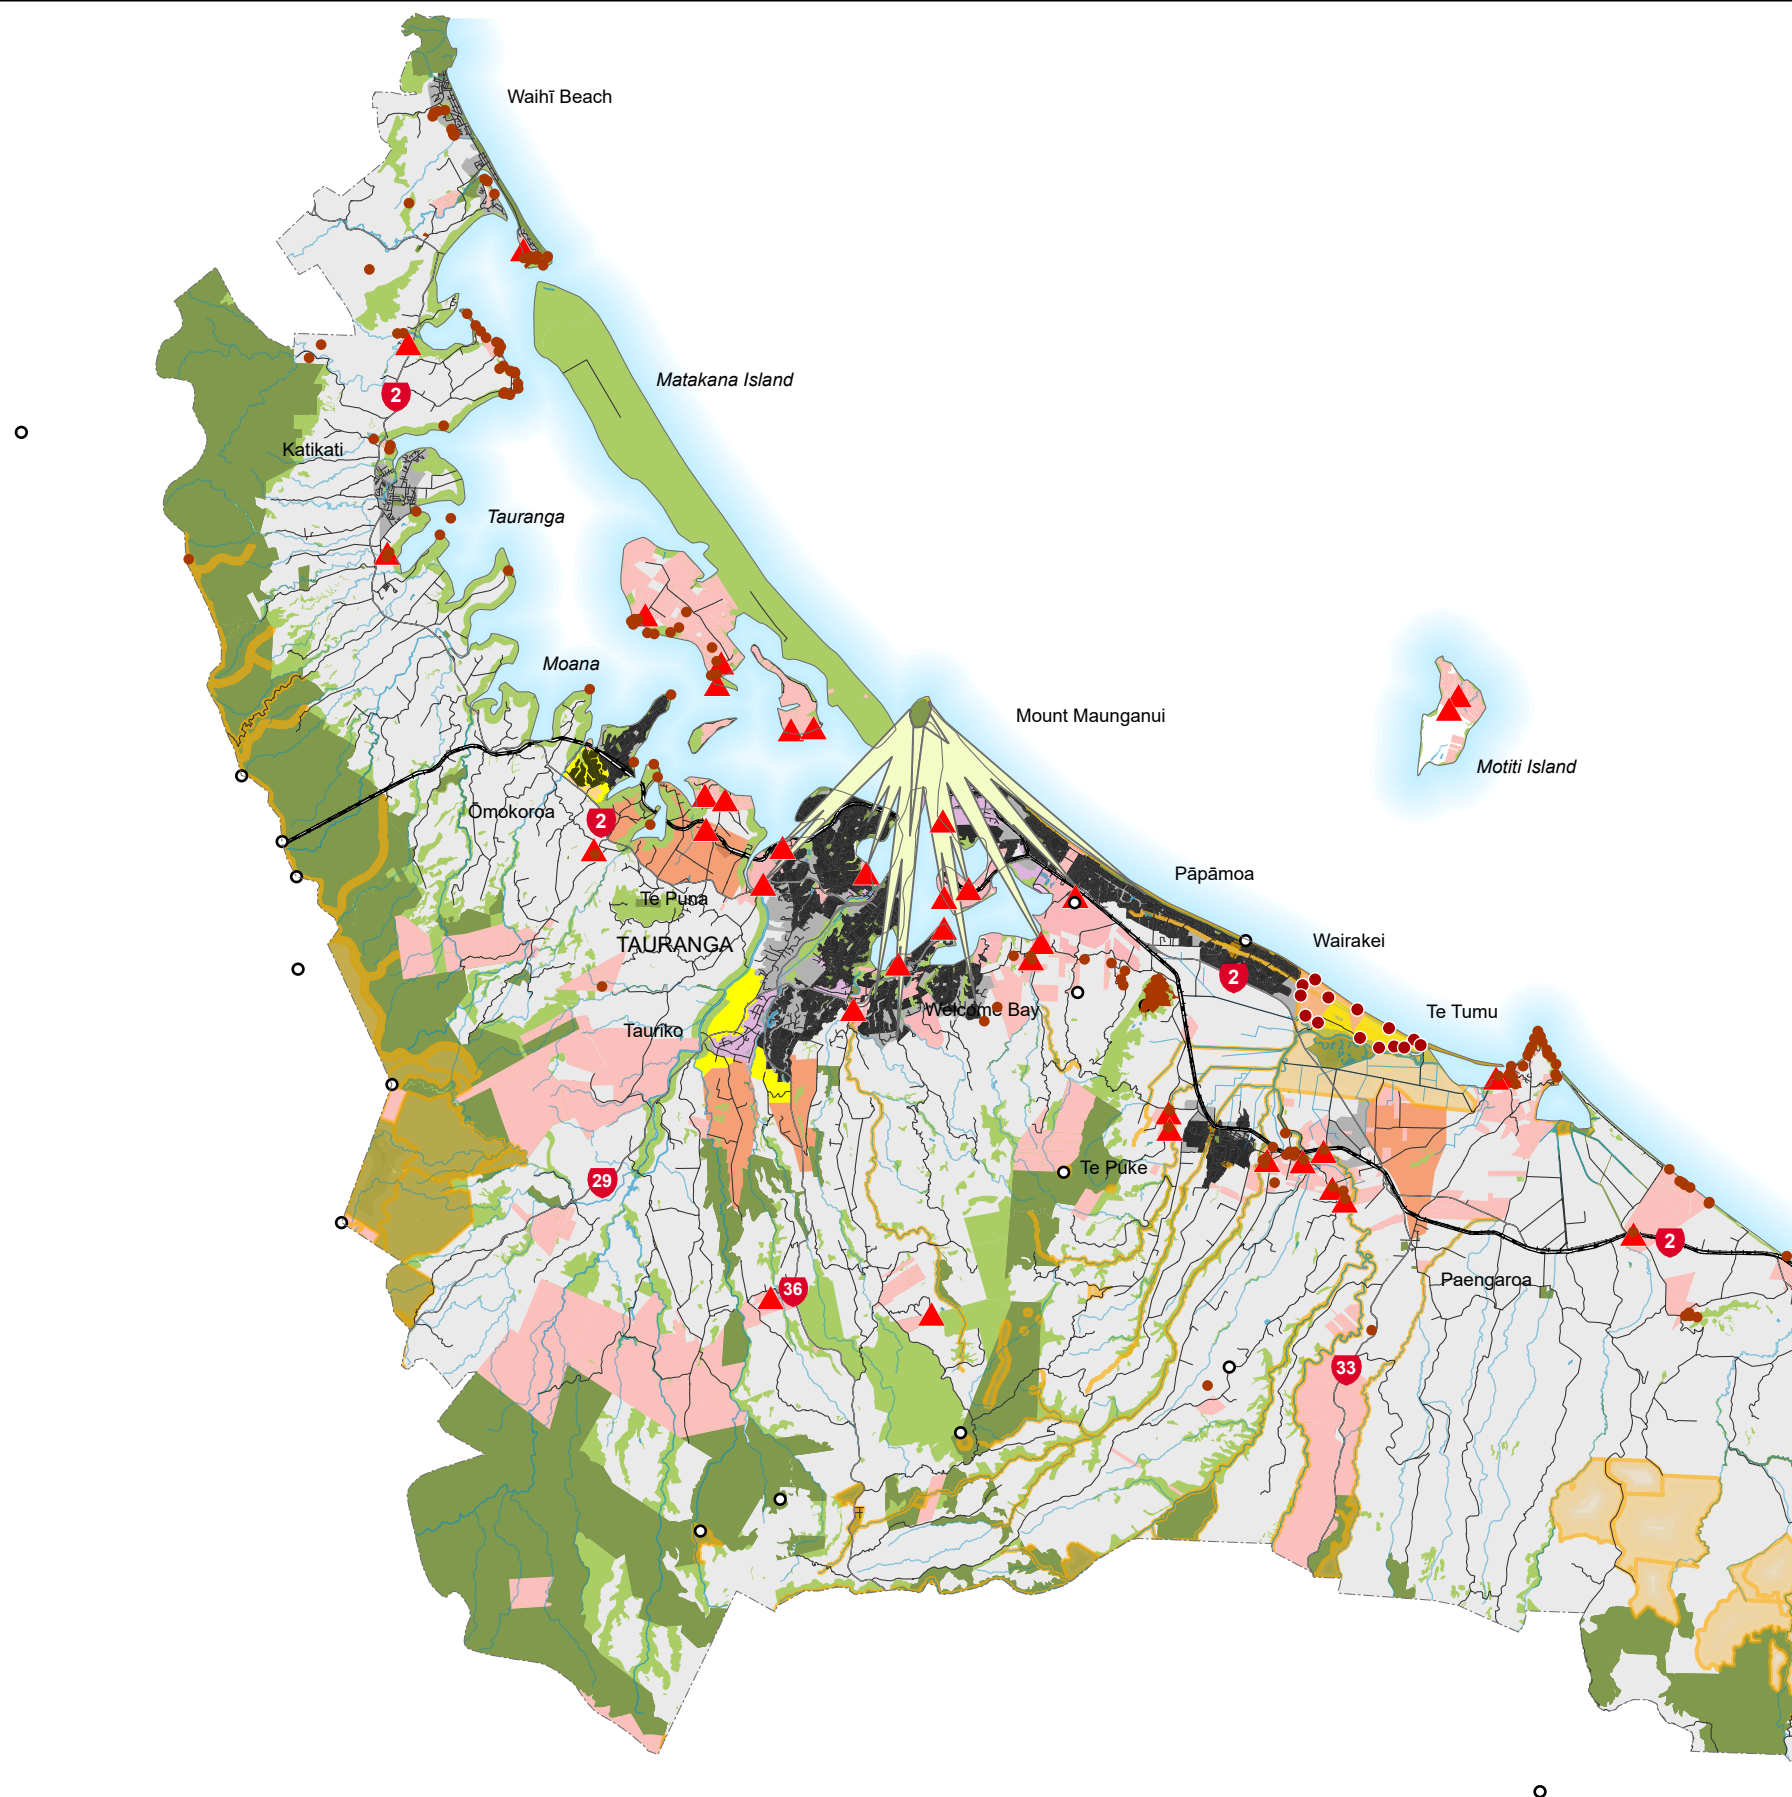 Waihī Beach
Matakana Island
2
Katikati
Tauranga
Moana
Mount Maunganui
Motiti Island
Ōmokoroa
2
Pāpāmoa
Te Puna
TAURANGA
Wairakei
2
Welcome Bay
Te Tumu
Tauriko
Te Puke
29
2
Paengaroa
36
33